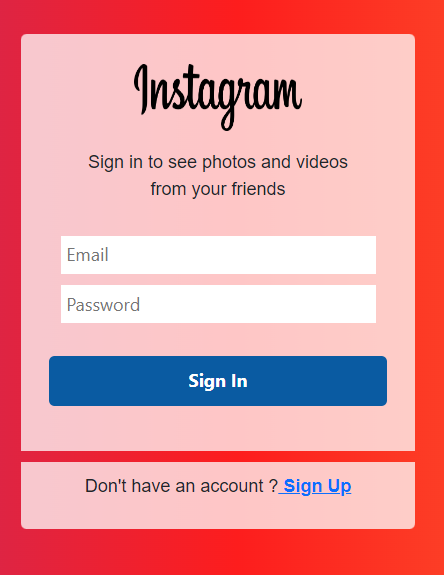 Instagram
Sign in to see photos and videos
from your friends
Email
Password
Sign In
Don't have an account ? Sign Up